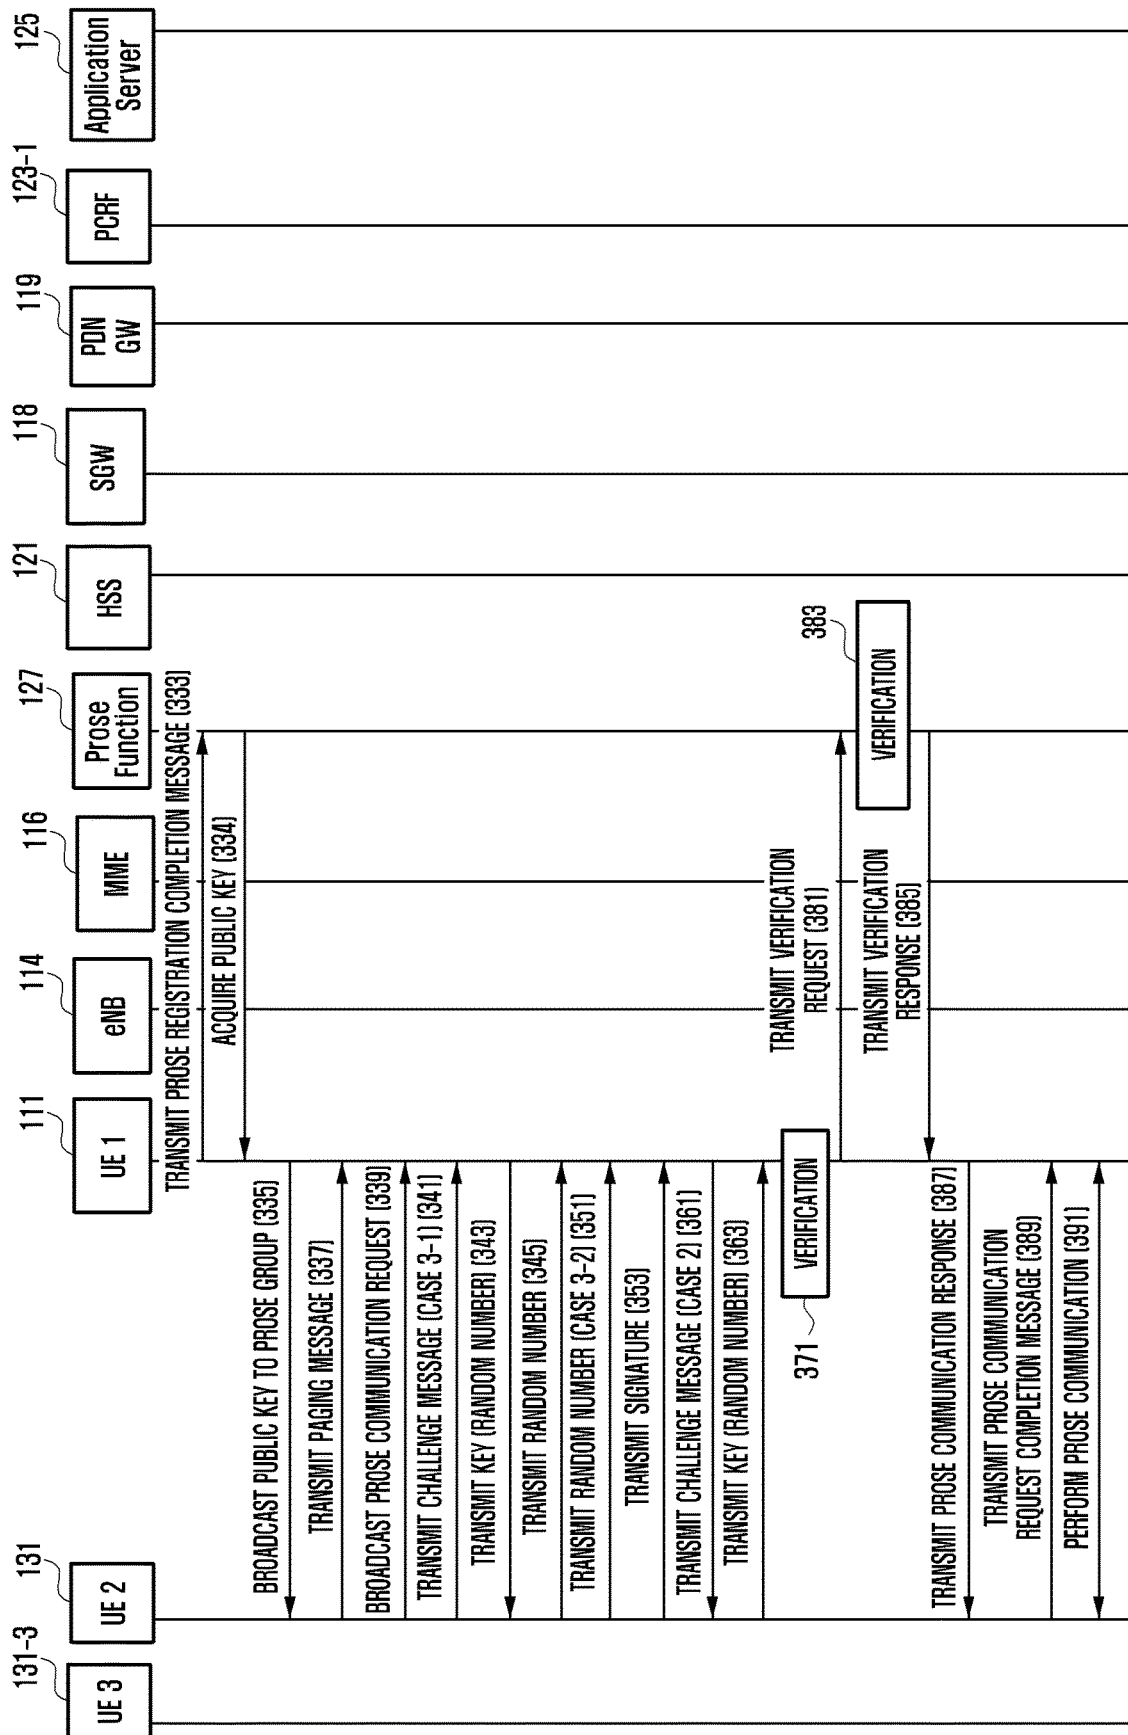 131-3
UE 3
131
UE 2
111
UE 1
114
eNB
116
MME
127
Prose
Function
121
HSS
118
SGW
119
PDN
GW
123-1
PCRF
125
Application
Server
TRANSMIT PROSE REGISTRATION COMPLETION MESSAGE (333)
ACQUIRE PUBLIC KEY (334)
BROADCAST PUBLIC KEY TO PROSE GROUP (335)
TRANSMIT PAGING MESSAGE (337)
BROADCAST PROSE COMMUNICATION REQUEST (339)
TRANSMIT CHALLENGE MESSAGE (CASE 3-1) (341)
TRANSMIT KEY (RANDOM NUMBER) (343)
TRANSMIT RANDOM NUMBER (345)
TRANSMIT RANDOM NUMBER (CASE 3-2) (351)
TRANSMIT SIGNATURE (353)
TRANSMIT CHALLENGE MESSAGE (CASE 2) (361)
TRANSMIT KEY (RANDOM NUMBER) (363)
371
VERIFICATION
TRANSMIT VERIFICATION
REQUEST (381)
VERIFICATION
383
TRANSMIT VERIFICATION
RESPONSE (385)
TRANSMIT PROSE COMMUNICATION RESPONSE (387)
TRANSMIT PROSE COMMUNICATION
REQUEST COMPLETION MESSAGE (389)
PERFORM PROSE COMMUNICATION (391)